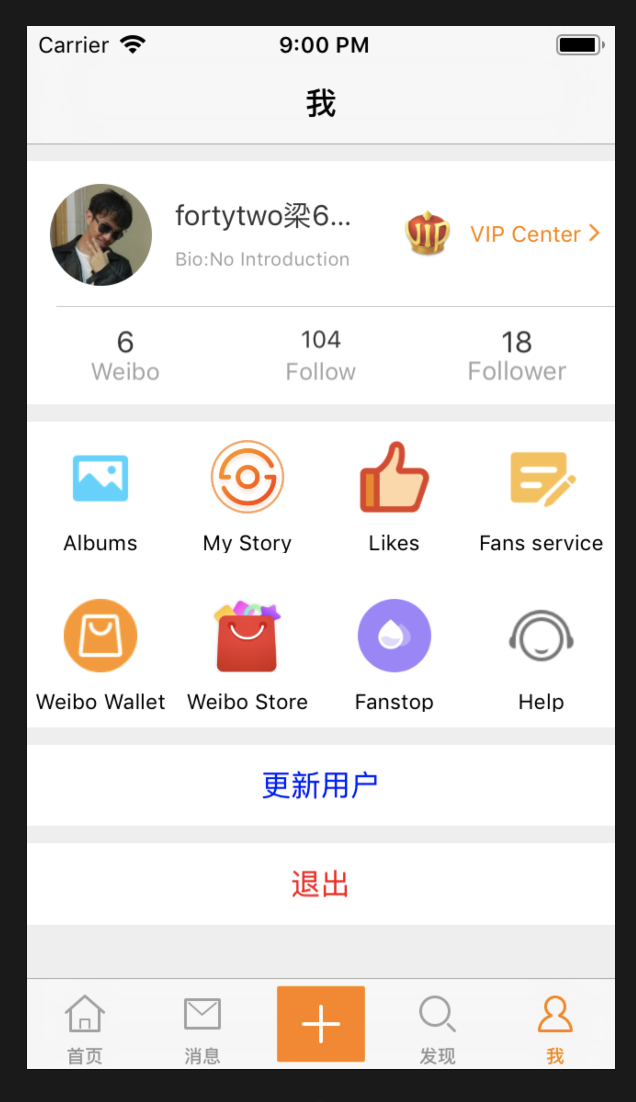 Carrier 9:00 PM
我
fortytwo梁6...
VIP
VIP Center
Bio:No Introduction
6 104 18
Weibo Follow Follower
Albums My Story Likes Fans service
Weibo Wallet Weibo Store Fanstop Help
更新用户
退出
首页 消息 发现 我